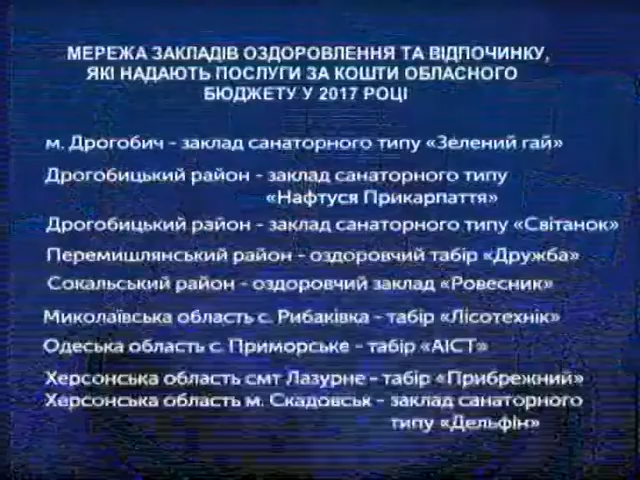 МЕРЕЖА ЗАКЛАДІВ ОЗДОРОВЛЕННЯ ТА ВІДПОЧИНКУ,
ЯКІ НАДАЮТЬ ПОСЛУГИ ЗА КОШТИ ОБЛАСНОГО
БЮДЖЕТУ У 2017 РОЦІ
м. Дрогобич - заклад санаторного типу «Зелений гай»
Дрогобицький район - заклад санаторного типу
«Нафтуся Прикарпаття»
Дрогобицький район - заклад санаторного типу «Світанок»
Перемишлянський район - оздоровчий табір «Дружба»
Сокальський район - оздоровчий заклад «Ровесник»
Миколаївська область с. Рибаківка - табір «Лісотехнік»
Одеська область с. Приморське - табір «АІСТ»
Херсонська область смт Лазурне - табір «Прибрежний»
Херсонська область м. Скадовськ - заклад санаторного
типу «Дельфін»